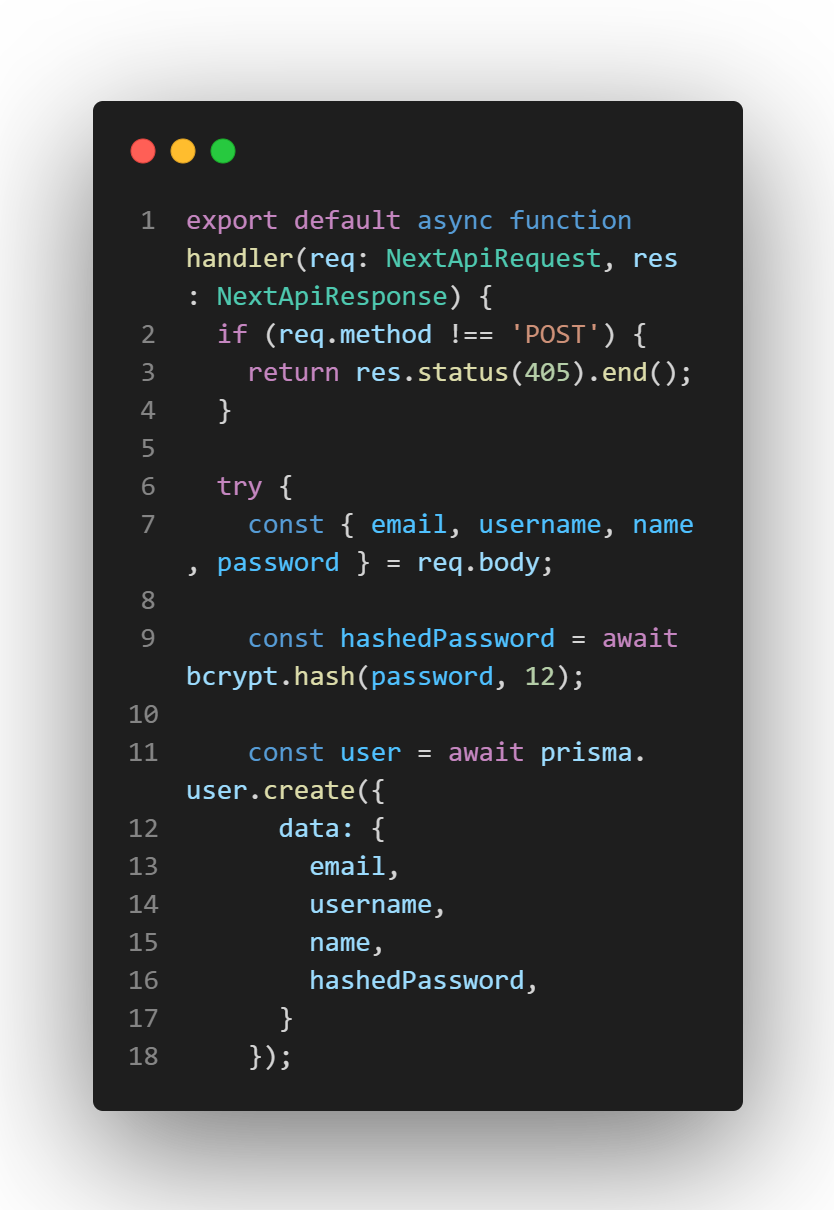 1 export default async function
handler(req: NextApiRequest, res
: NextApiResponse) {
2   if (req.method !== 'POST') {
3     return res.status(405).end();
4   }
5
6   try {
7     const { email, username, name
, password } = req.body;
8
9     const hashedPassword = await
bcrypt.hash(password, 12);
10
11     const user = await prisma.
user.create({
12       data: {
13         email,
14         username,
15         name,
16         hashedPassword,
17       }
18     });